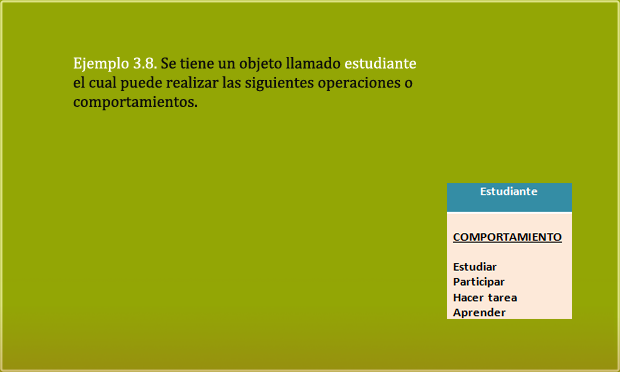 Ejemplo 3.8. Se tiene un objeto llamado estudiante
el cual puede realizar las siguientes operaciones o
comportamientos.
Estudiante
COMPORTAMIENTO
Estudiar
Participar
Hacer tarea
Aprender